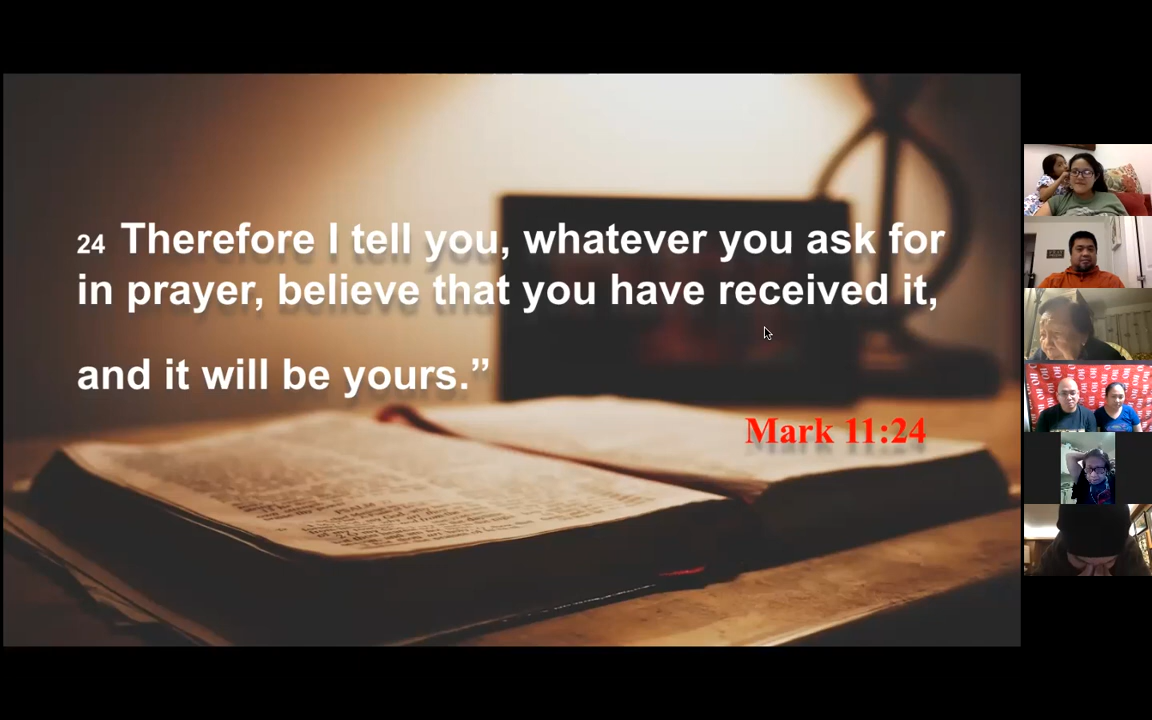 24 Therefore I tell you, whatever you ask for
in prayer, believe that you have received it,
and it will be yours.”
Mark 11:24